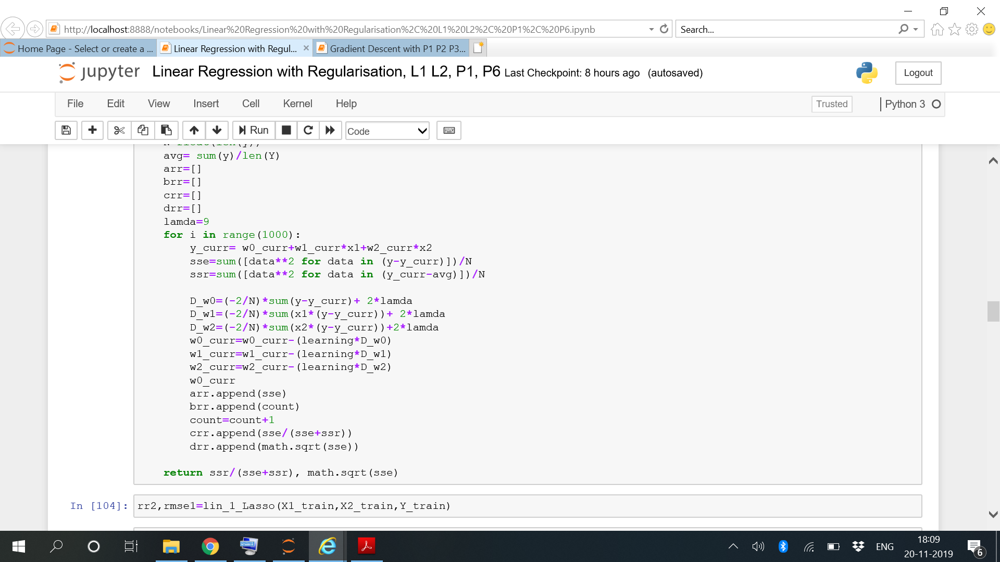 http://localhost:8888/notebooks/Linear%20Regression%20with%20Regularisation%2C%20L1%20L2%2C%20P1%2C%20P6.ipynb
Search...
Home Page - Select or create a ...
Linear Regression with Regul...
Gradient Descent with P1 P2 P3...
jupyter Linear Regression with Regularisation, L1 L2, P1, P6 Last Checkpoint: 8 hours ago (autosaved)
Logout
File Edit View Insert Cell Kernel Help
Trusted
Python 3
Run
Code
avg= sum(y)/len(Y)
arr=[]
brr=[]
crr=[]
drr=[]
lamda=9
for i in range(1000):
y_curr= w0_curr+w1_curr*x1+w2_curr*x2
sse=sum([data**2 for data in (y-y_curr)])/N
ssr=sum([data**2 for data in (y_curr-avg)])/N
D_w0=(-2/N)*sum(y-y_curr)+ 2*lamda
D_w1=(-2/N)*sum(x1*(y-y_curr))+ 2*lamda
D_w2=(-2/N)*sum(x2*(y-y_curr))+2*lamda
w0_curr=w0_curr-(learning*D_w0)
w1_curr=w1_curr-(learning*D_w1)
w2_curr=w2_curr-(learning*D_w2)
w0_curr
arr.append(sse)
brr.append(count)
count=count+1
crr.append(sse/(sse+ssr))
drr.append(math.sqrt(sse))
return ssr/(sse+ssr), math.sqrt(sse)
In [104]: rr2,rmse1=lin_1_Lasso(X1_train,X2_train,Y_train)
ENG
18:09
20-11-2019
6